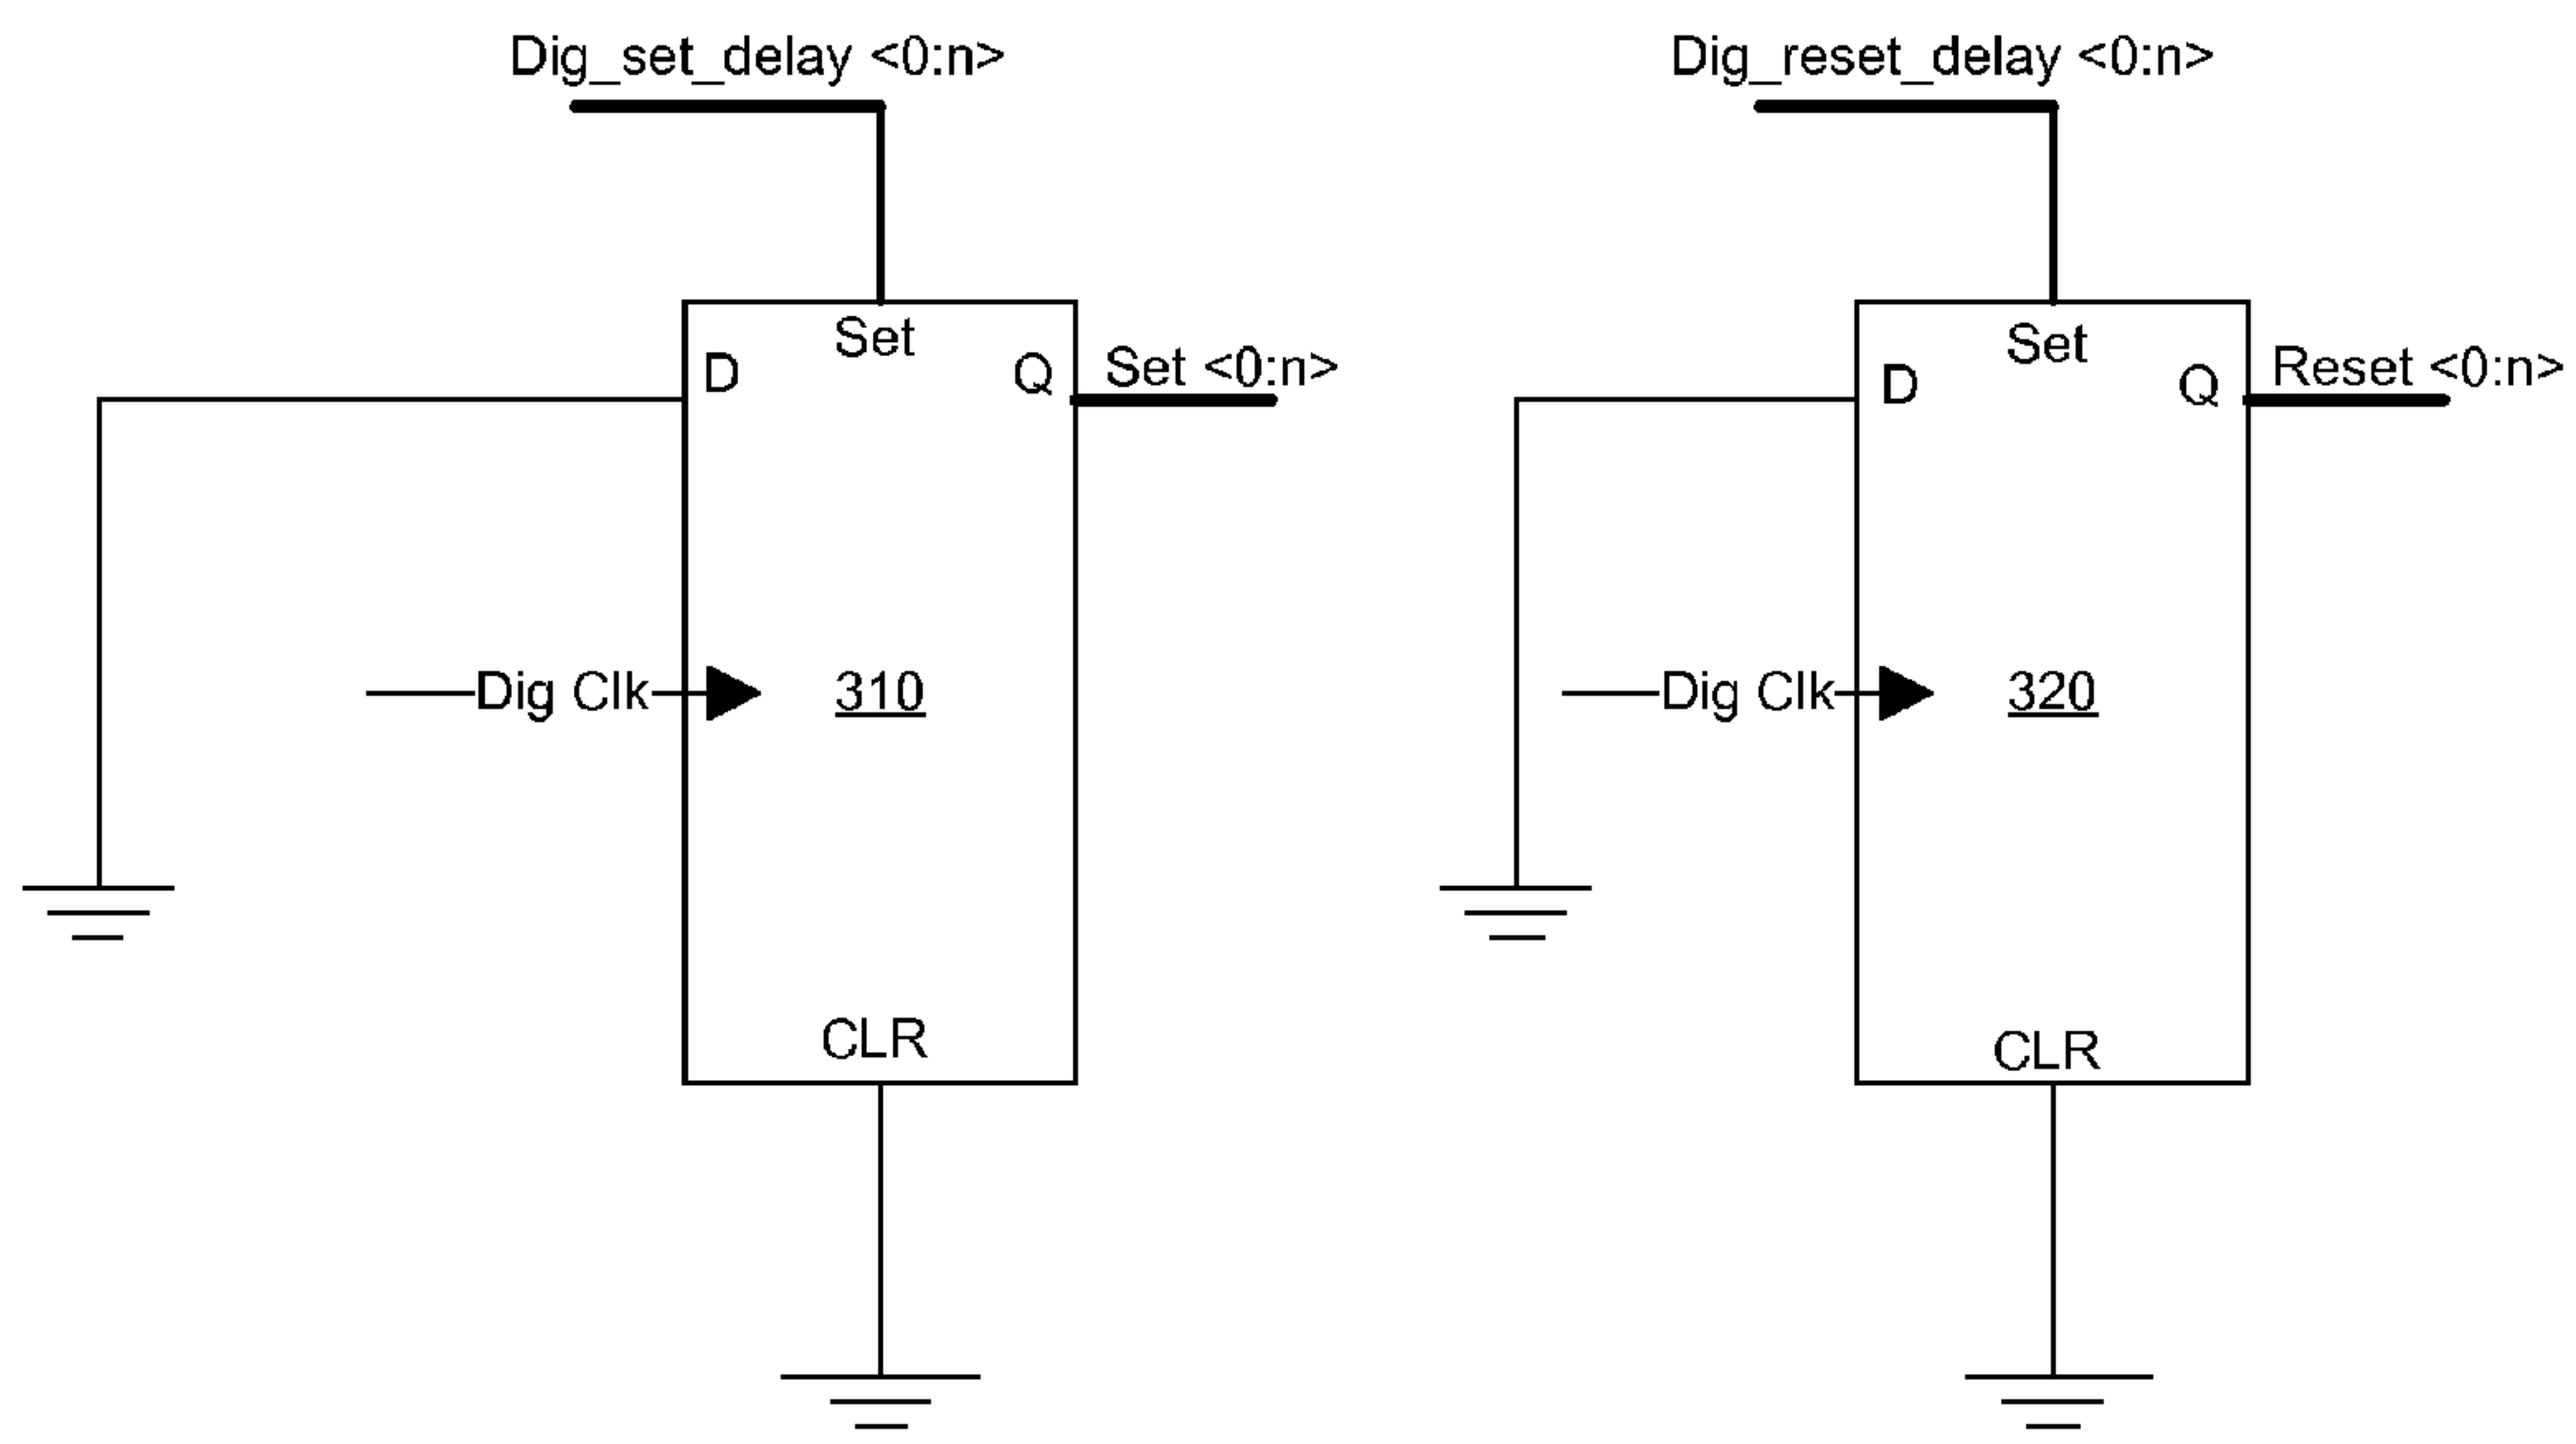 Dig_set_delay <0:n>
Set
D
Q
Set <0:n>
Dig Clk
310
CLR
Dig_reset_delay <0:n>
Set
D
Q
Reset <0:n>
Dig Clk
320
CLR